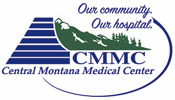 Our community.
Our hospital.
CMMC
Central Montana Medical Center